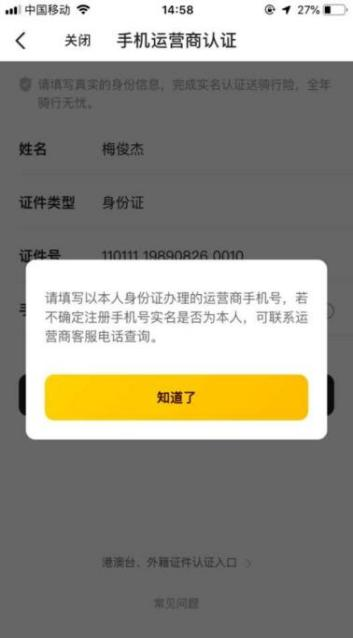 中国移动
14:58
27%
关闭
手机运营商认证
请填写真实的身份信息，完成实名认证送骑行险，全年
骑行无忧。
姓名 梅俊杰
证件类型 身份证
证件号 110111 19890826 0010
请填写以本人身份证办理的运营商手机号，若
不确定注册手机号实名是否为本人，可联系运
营商客服电话查询。
知道了
港澳台、外籍证件认证入口
常见问题